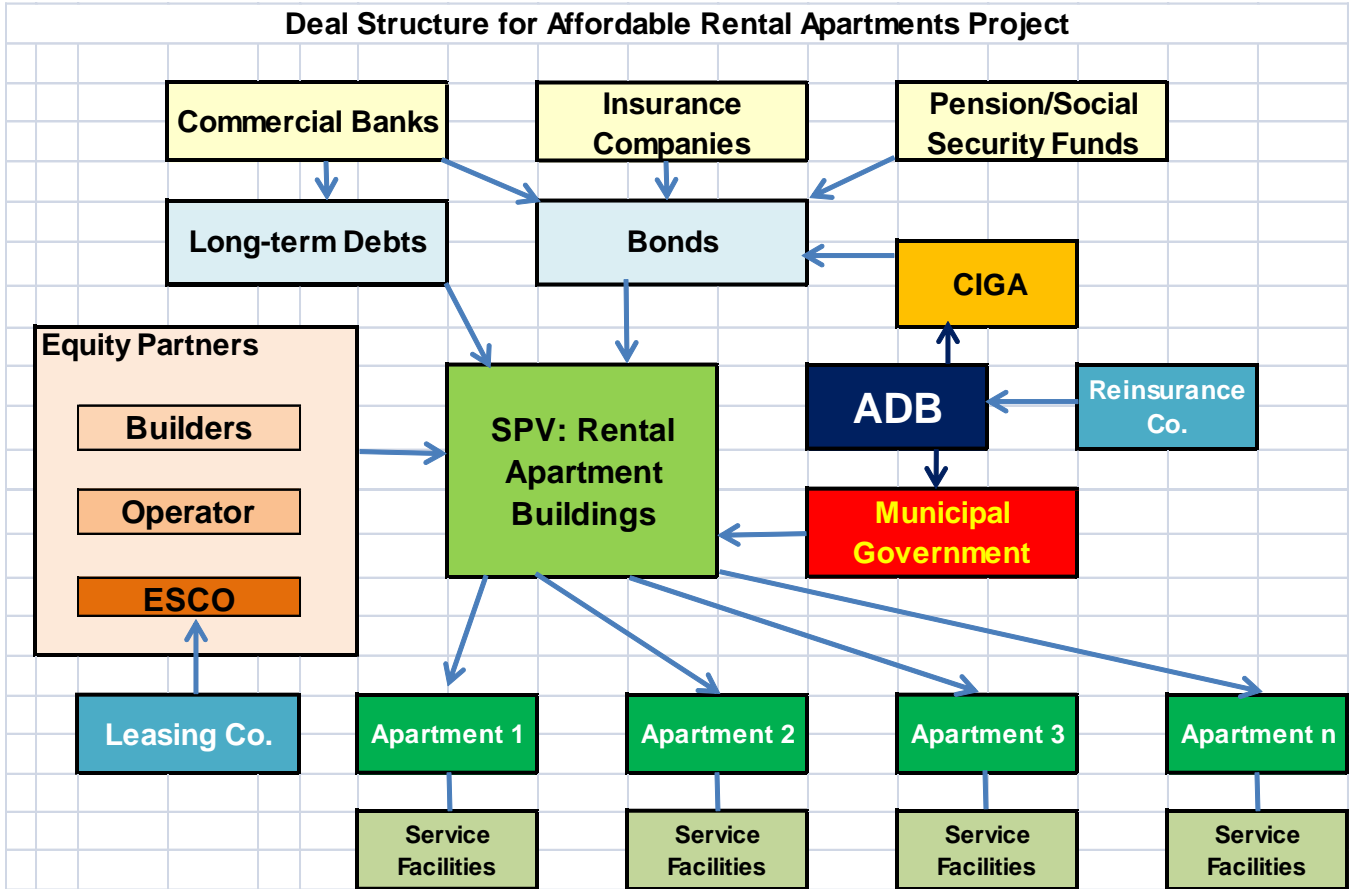 Deal Structure for Affordable Rental Apartments Project
Commercial Banks
Insurance
Companies
Pension/Social
Security Funds
Long-term Debts
Bonds
CIGA
Equity Partners
Builders
Operator
ESCO
SPV: Rental
Apartment
Buildings
ADB
Reinsurance
Co.
Municipal
Government
Leasing Co.
Apartment 1
Apartment 2
Apartment 3
Apartment n
Service
Facilities
Service
Facilities
Service
Facilities
Service
Facilities